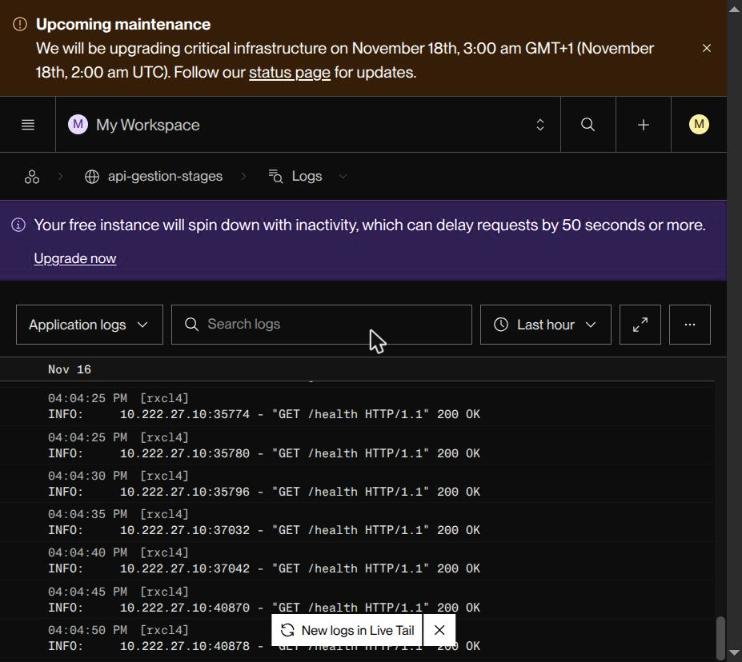 Upcoming maintenance
We will be upgrading critical infrastructure on November 18th, 3:00 am GMT+1 (November
18th, 2:00 am UTC). Follow our status page for updates.
M My Workspace M
api-gestion-stages Logs
Your free instance will spin down with inactivity, which can delay requests by 50 seconds or more.
Upgrade now
Application logs Search logs Last hour
Nov 16
04:04:25 PM [rxcl4]
INFO: 10.222.27.10:35774 - "GET /health HTTP/1.1" 200 OK
04:04:25 PM [rxcl4]
INFO: 10.222.27.10:35780 - "GET /health HTTP/1.1" 200 OK
04:04:30 PM [rxcl4]
INFO: 10.222.27.10:35796 - "GET /health HTTP/1.1" 200 OK
04:04:35 PM [rxcl4]
INFO: 10.222.27.10:37032 - "GET /health HTTP/1.1" 200 OK
04:04:40 PM [rxcl4]
INFO: 10.222.27.10:37042 - "GET /health HTTP/1.1" 200 OK
04:04:45 PM [rxcl4]
INFO: 10.222.27.10:40870 - "GET /health HTTP/1.1" 200 OK
New logs in Live Tail
04:04:50 PM [rxcl4]
INFO: 10.222.27.10:40878 - "GET /health HTTP/1.1" 200 OK